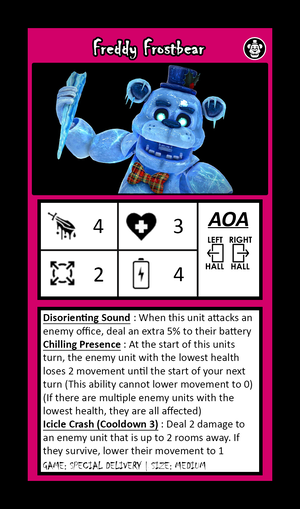 Freddy Frostbear
4
3
AOA
LEFT RIGHT
HALL HALL
2
4
Disorienting Sound : When this unit attacks an
enemy office, deal an extra 5% to their battery
Chilling Presence : At the start of this units
turn, the enemy unit with the lowest health
loses 2 movement until the start of your next
turn (This ability cannot lower movement to 0)
(If there are multiple enemy units with the
lowest health, they are all affected)
Icicle Crash (Cooldown 3) : Deal 2 damage to
an enemy unit that is up to 2 rooms away. If
they survive, lower their movement to 1
GAME: SPECIAL DELIVERY | SIZE: MEDIUM